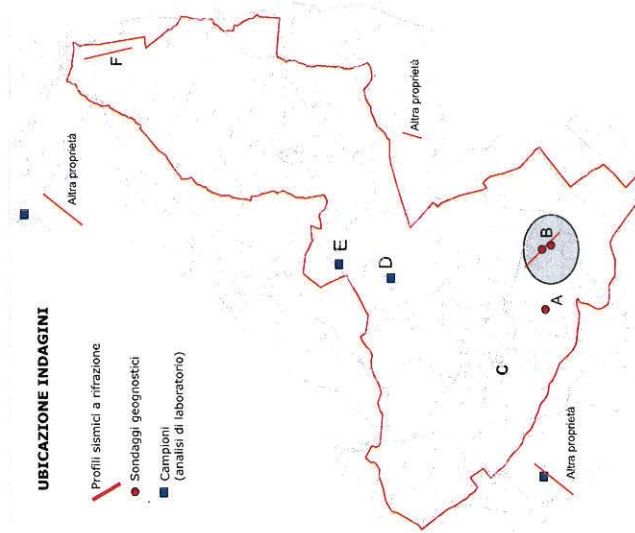 UBICAZIONE INDAGINI
Profili sismici a rifrazione
Sondaggi geognostici
Campioni
(analisi di laboratorio)
Altra proprietà
F
E
D
Altra proprietà
C
A
B
Altra proprietà